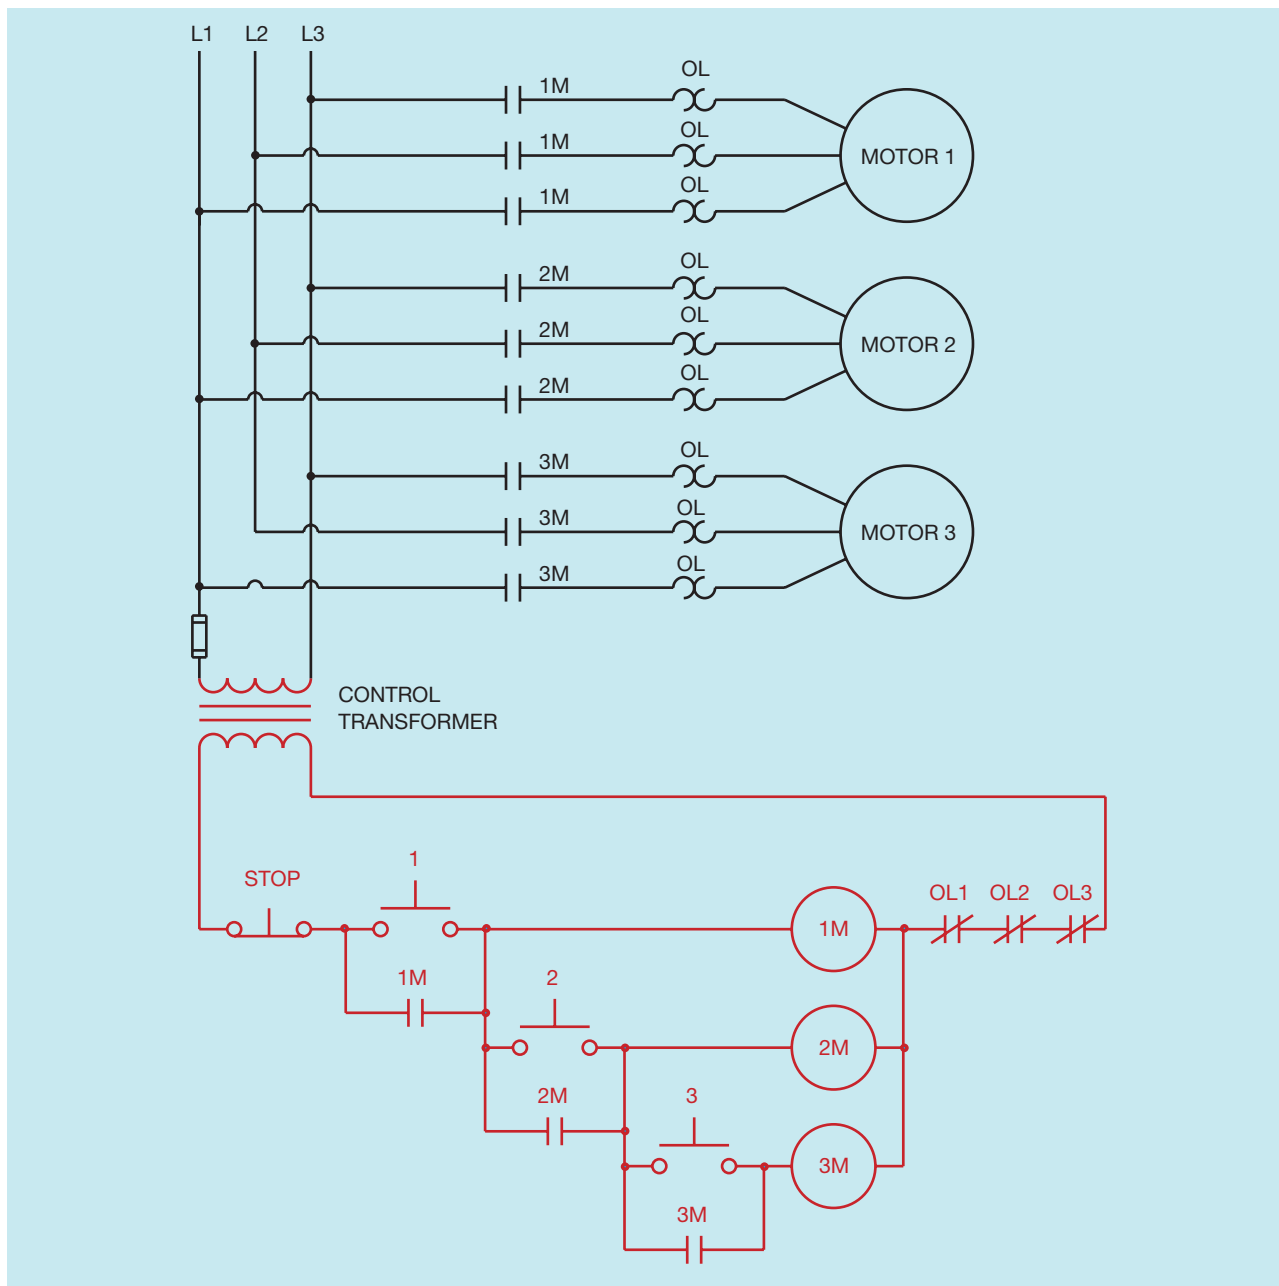 L1 L2 L3
1M OL
1M OL
MOTOR 1
1M OL
2M OL
2M OL
MOTOR 2
2M OL
3M OL
3M OL
MOTOR 3
3M OL
CONTROL
TRANSFORMER
1
STOP
OL1 OL2 OL3
1M
1M
2
2M
2M
3
3M
3M